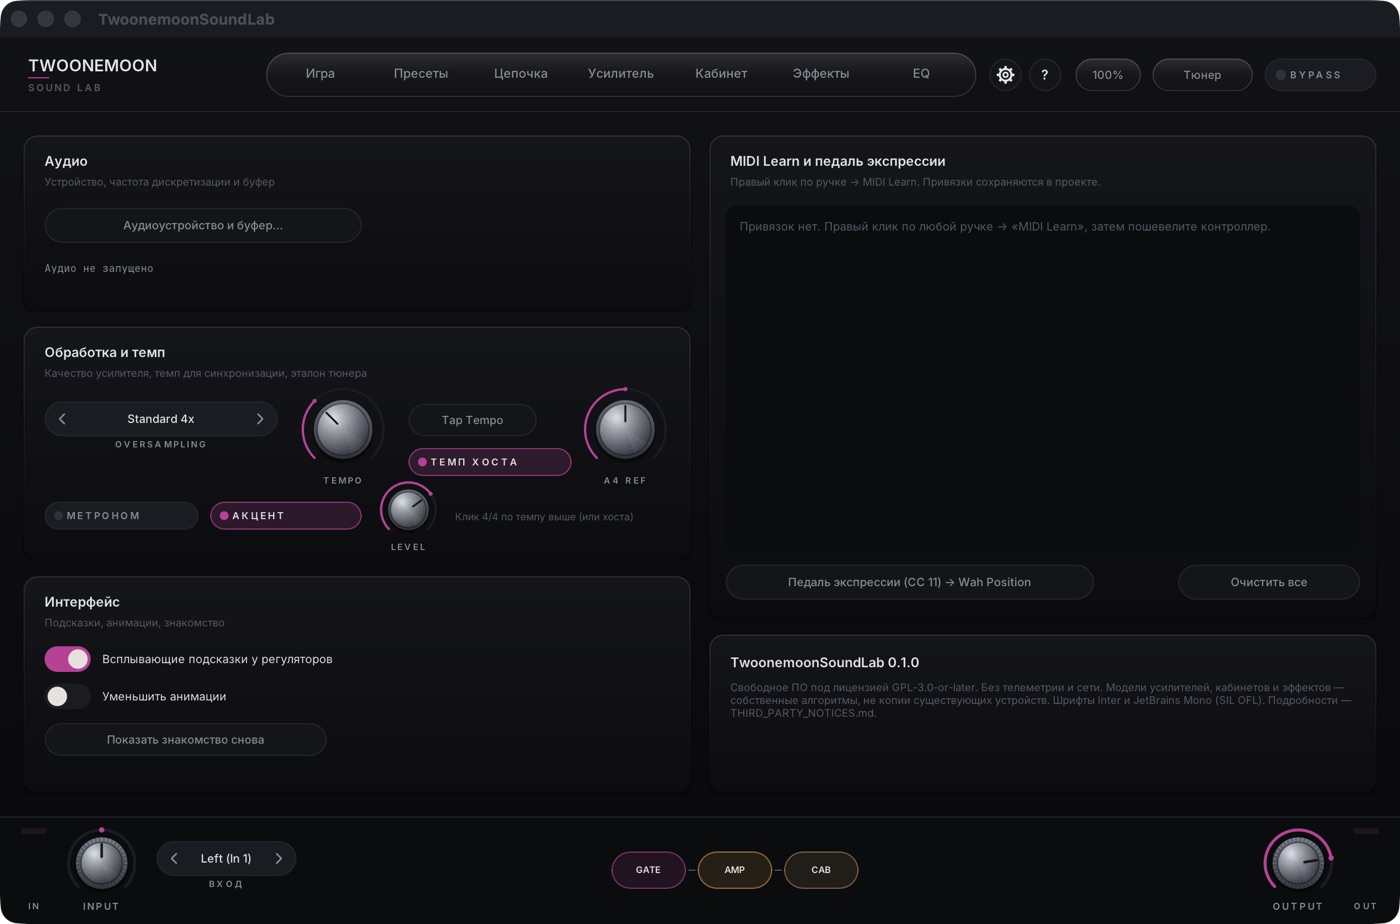 TwoonemoonSoundLab
TWOONEMOON
SOUND LAB
Игра
Пресеты
Цепочка
Усилитель
Кабинет
Эффекты
EQ
?
100%
Тюнер
BYPASS
Аудио
Устройство, частота дискретизации и буфер
Аудиоустройство и буфер...
Аудио не запущено
Обработка и темп
Качество усилителя, темп для синхронизации, эталон тюнера
Standard 4x
OVERSAMPLING
TEMPO
Tap Tempo
ТЕМП ХОСТА
A4 REF
МЕТРОНОМ
АКЦЕНТ
LEVEL
Клик 4/4 по темпу выше (или хоста)
Интерфейс
Подсказки, анимации, знакомство
Всплывающие подсказки у регуляторов
Уменьшить анимации
Показать знакомство снова
MIDI Learn и педаль экспрессии
Правый клик по ручке → MIDI Learn. Привязки сохраняются в проекте.
Привязок нет. Правый клик по любой ручке → «MIDI Learn», затем пошевелите контроллер.
Педаль экспрессии (CC 11) → Wah Position
Очистить все
TwoonemoonSoundLab 0.1.0
Свободное ПО под лицензией GPL-3.0-or-later. Без телеметрии и сети. Модели усилителей, кабинетов и эффектов —
собственные алгоритмы, не копии существующих устройств. Шрифты Inter и JetBrains Mono (SIL OFL). Подробности —
THIRD_PARTY_NOTICES.md.
IN
INPUT
Left (In 1)
ВХОД
GATE
AMP
CAB
OUTPUT
OUT